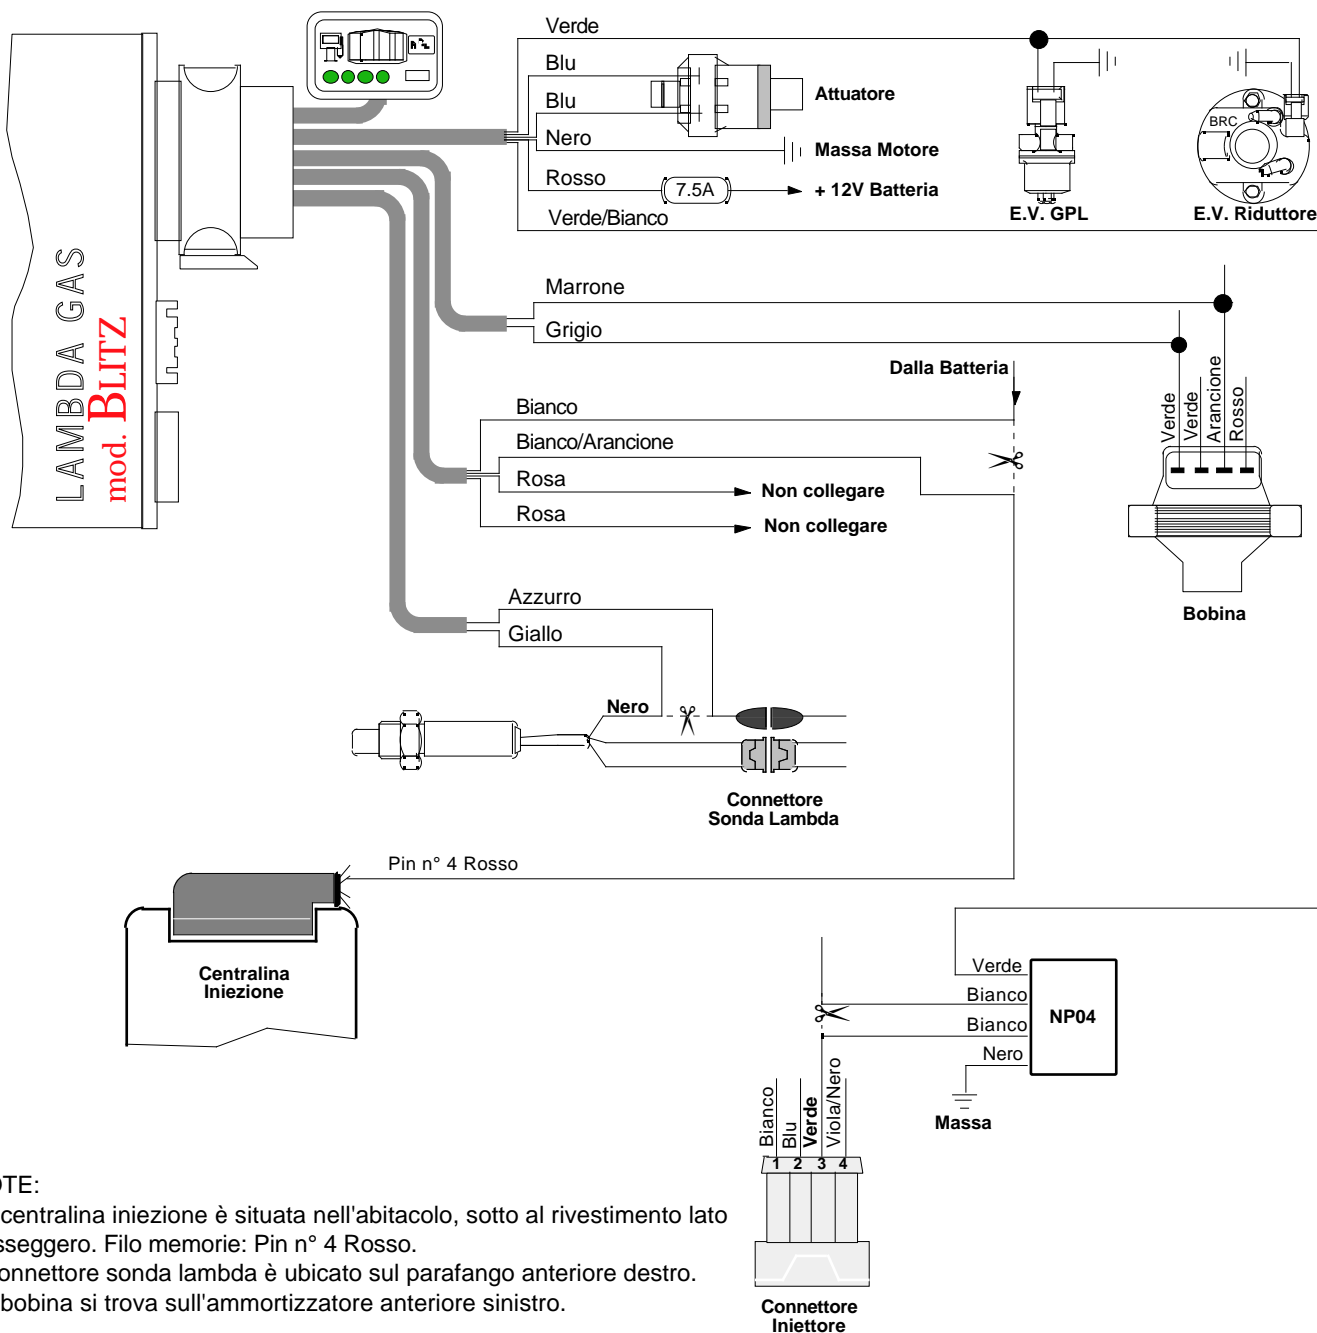 Verde
Blu
Blu
Nero
Rosso
Verde/Bianco
7.5A
Attuatore
Massa Motore
+ 12V Batteria
E.V. GPL
BRC
E.V. Riduttore
LAMBDA GAS
mod. BLITZ
Marrone
Grigio
Dalla Batteria
Bianco
Bianco/Arancione
Rosa
Non collegare
Rosa
Non collegare
Verde
Verde
Arancione
Rosso
Bobina
Azzurro
Giallo
Nero
Connettore
Sonda Lambda
Pin n° 4 Rosso
Centralina
Iniezione
Verde
Bianco
Bianco
Nero
NP04
Massa
Bianco
Blu
Verde
Viola/Nero
1 2 3 4
Connettore
Iniettore
OTE:
centralina iniezione è situata nell'abitacolo, sotto al rivestimento lato
sseggero. Filo memorie: Pin n° 4 Rosso.
onnettore sonda lambda è ubicato sul parafango anteriore destro.
bobina si trova sull'ammortizzatore anteriore sinistro.